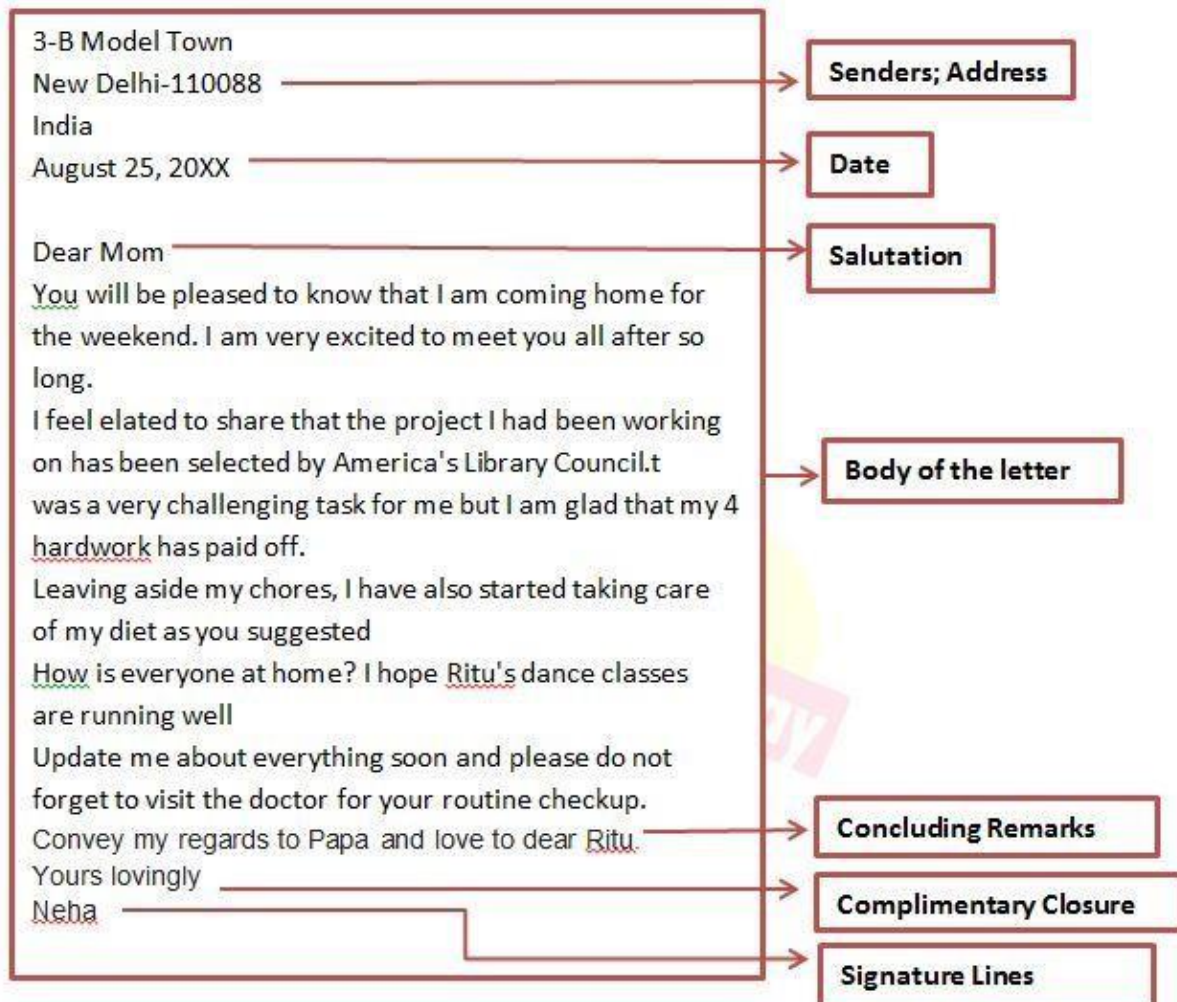 3-B Model Town
New Delhi-110088
India
August 25, 20XX
Dear Mom
You will be pleased to know that I am coming home for
the weekend. I am very excited to meet you all after so
long.
I feel elated to share that the project I had been working
on has been selected by America's Library Council.t
was a very challenging task for me but I am glad that my 4
hardwork has paid off.
Leaving aside my chores, I have also started taking care
of my diet as you suggested
How is everyone at home? I hope Ritu's dance classes
are running well
Update me about everything soon and please do not
forget to visit the doctor for your routine checkup.
Convey my regards to Papa and love to dear Ritu.
Yours lovingly
Neha
Senders; Address
Date
Salutation
Body of the letter
Concluding Remarks
Complimentary Closure
Signature Lines